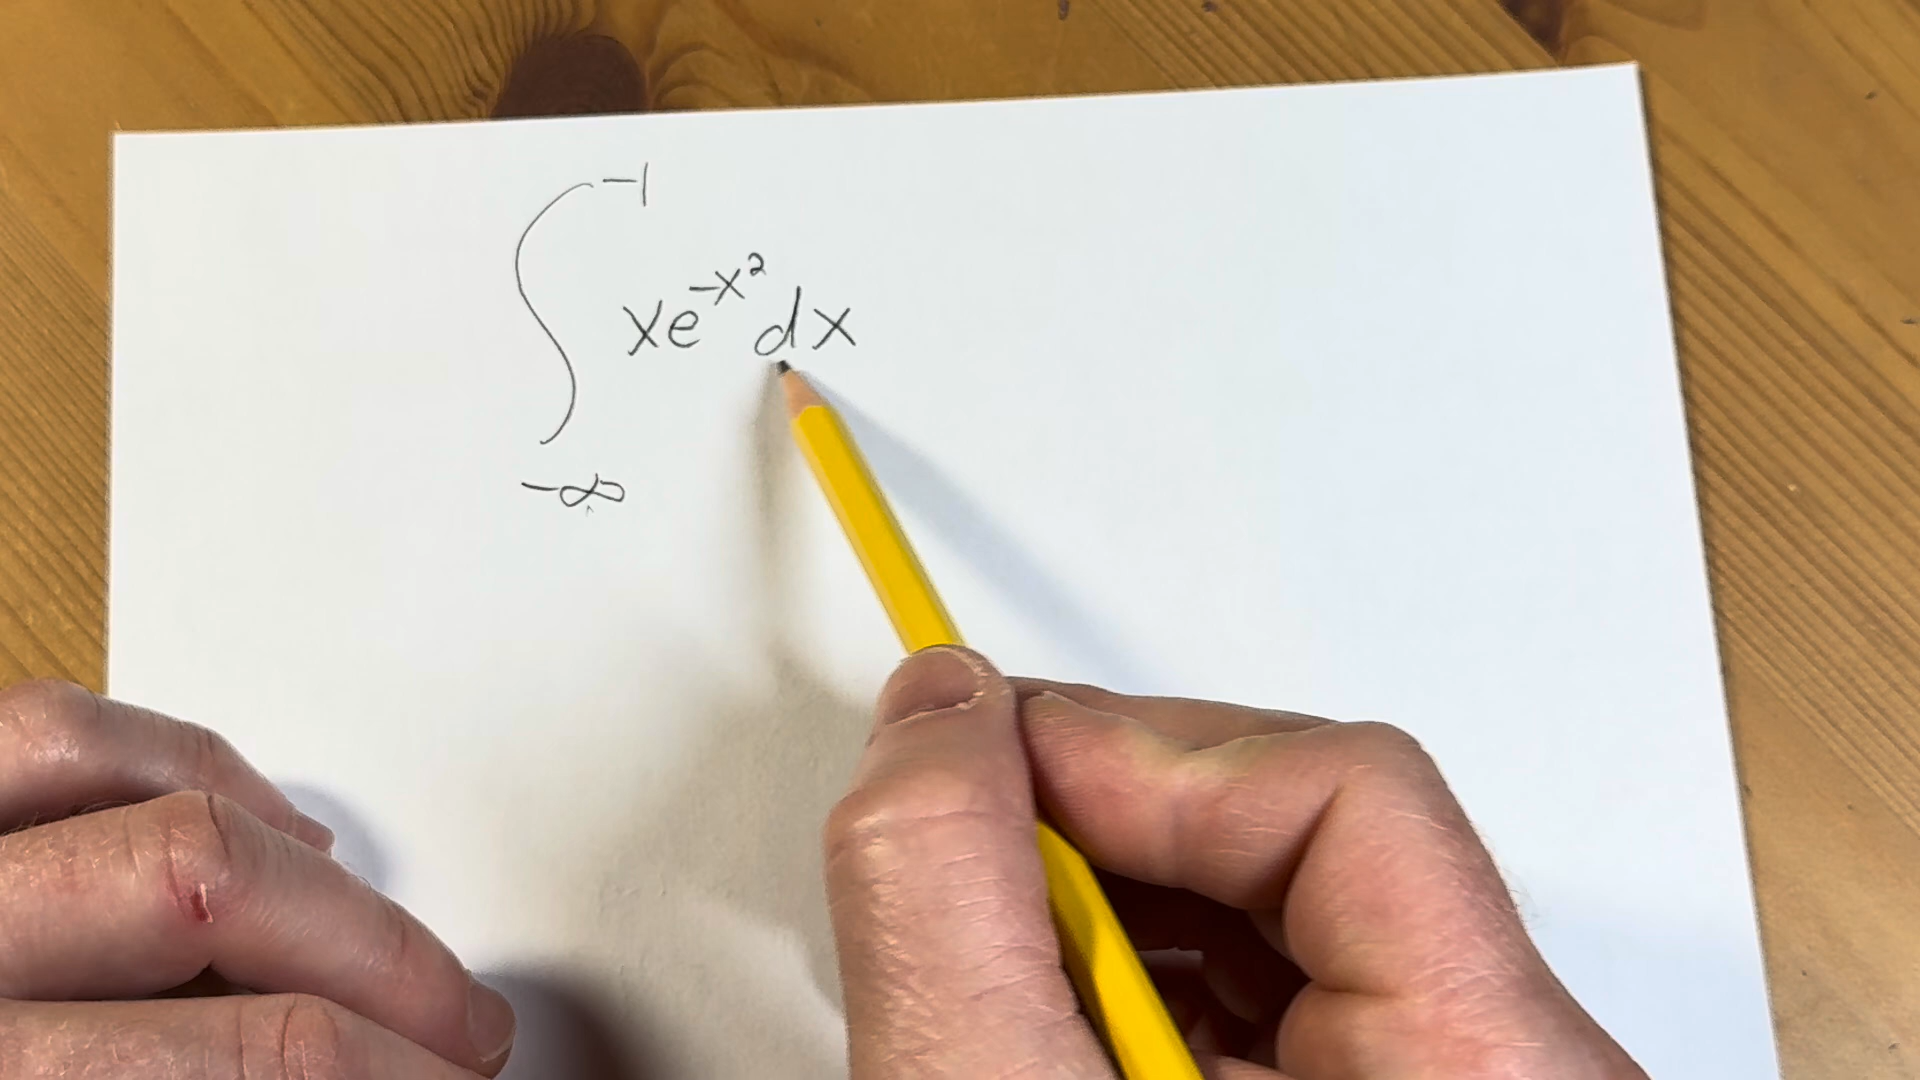 ∫_{-∞}^{-1} xe^{-x²} dx